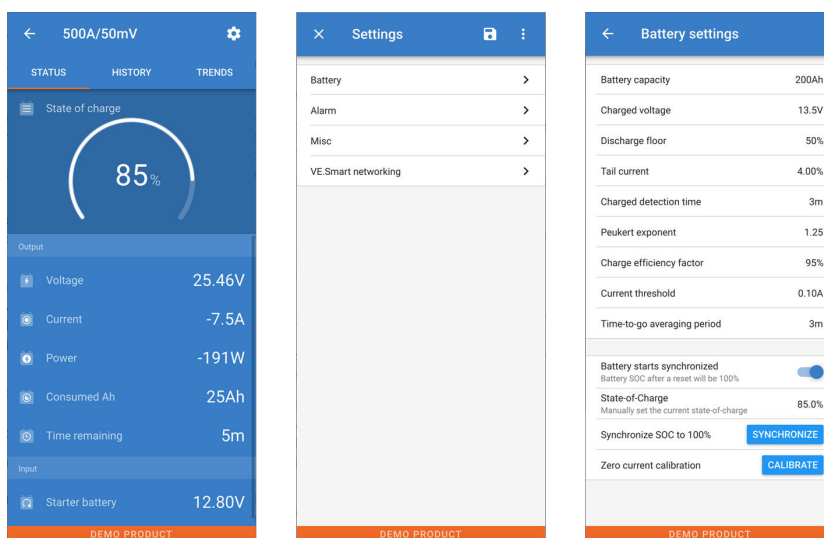 500A/50mV
STATUS HISTORY TRENDS
State of charge
85%
Output
Voltage 25.46V
Current -7.5A
Power -191W
Consumed Ah 25Ah
Time remaining 5m
Input
Starter battery 12.80V
DEMO PRODUCT
Settings
Battery
Alarm
Misc
VE.Smart networking
DEMO PRODUCT
Battery settings
Battery capacity 200Ah
Charged voltage 13.5V
Discharge floor 50%
Tail current 4.00%
Charged detection time 3m
Peukert exponent 1.25
Charge efficiency factor 95%
Current threshold 0.10A
Time-to-go averaging period 3m
Battery starts synchronized
Battery SOC after a reset will be 100%
State-of-Charge 85.0%
Manually set the current state-of-charge
Synchronize SOC to 100% SYNCHRONIZE
Zero current calibration CALIBRATE
DEMO PRODUCT